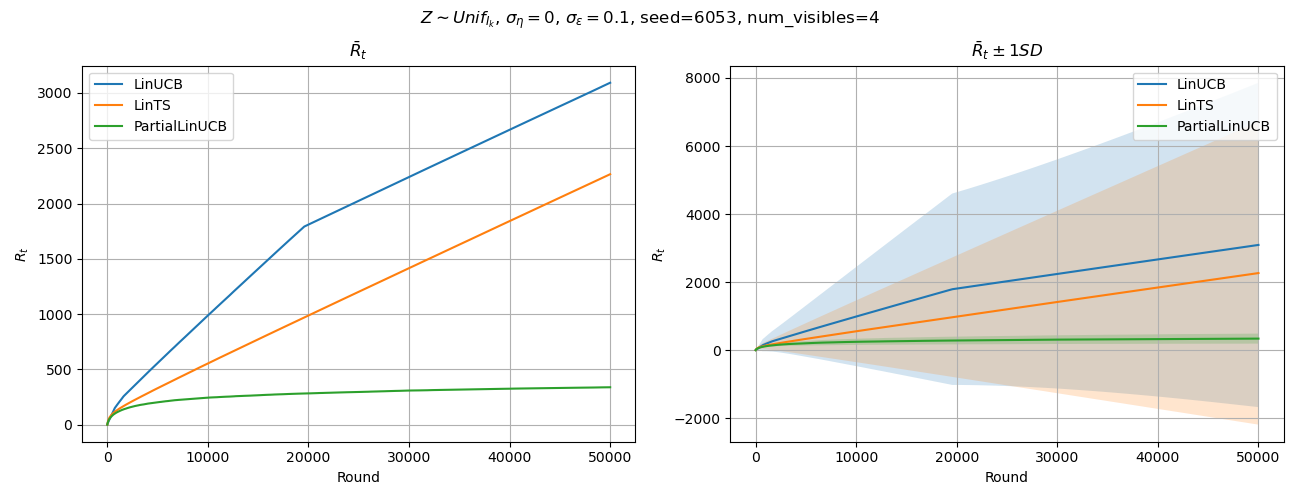 Z ~ Unif_{I_k}, σ_η = 0, σ_ε = 0.1, seed=6053, num_visibles=4
R̄_t
R_t
3000
2500
2000
1500
1000
500
0
LinUCB
LinTS
PartialLinUCB
0 10000 20000 30000 40000 50000
Round
R̄_t ± 1SD
R_t
8000
6000
4000
2000
0
−2000
LinUCB
LinTS
PartialLinUCB
0 10000 20000 30000 40000 50000
Round